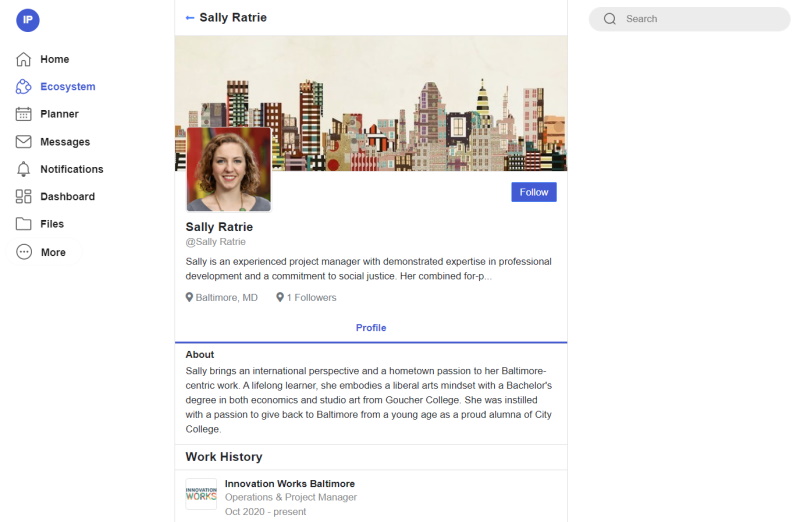 IP
← Sally Ratrie
Search
Home
Ecosystem
Planner
Messages
Notifications
Dashboard
Files
More
Follow
Sally Ratrie
@Sally Ratrie
Sally is an experienced project manager with demonstrated expertise in professional
development and a commitment to social justice. Her combined for-p...
Baltimore, MD 1 Followers
Profile
About
Sally brings an international perspective and a hometown passion to her Baltimore-
centric work. A lifelong learner, she embodies a liberal arts mindset with a Bachelor's
degree in both economics and studio art from Goucher College. She was instilled
with a passion to give back to Baltimore from a young age as a proud alumna of City
College.
Work History
INNOVATION
WORKS
Innovation Works Baltimore
Operations & Project Manager
Oct 2020 - present